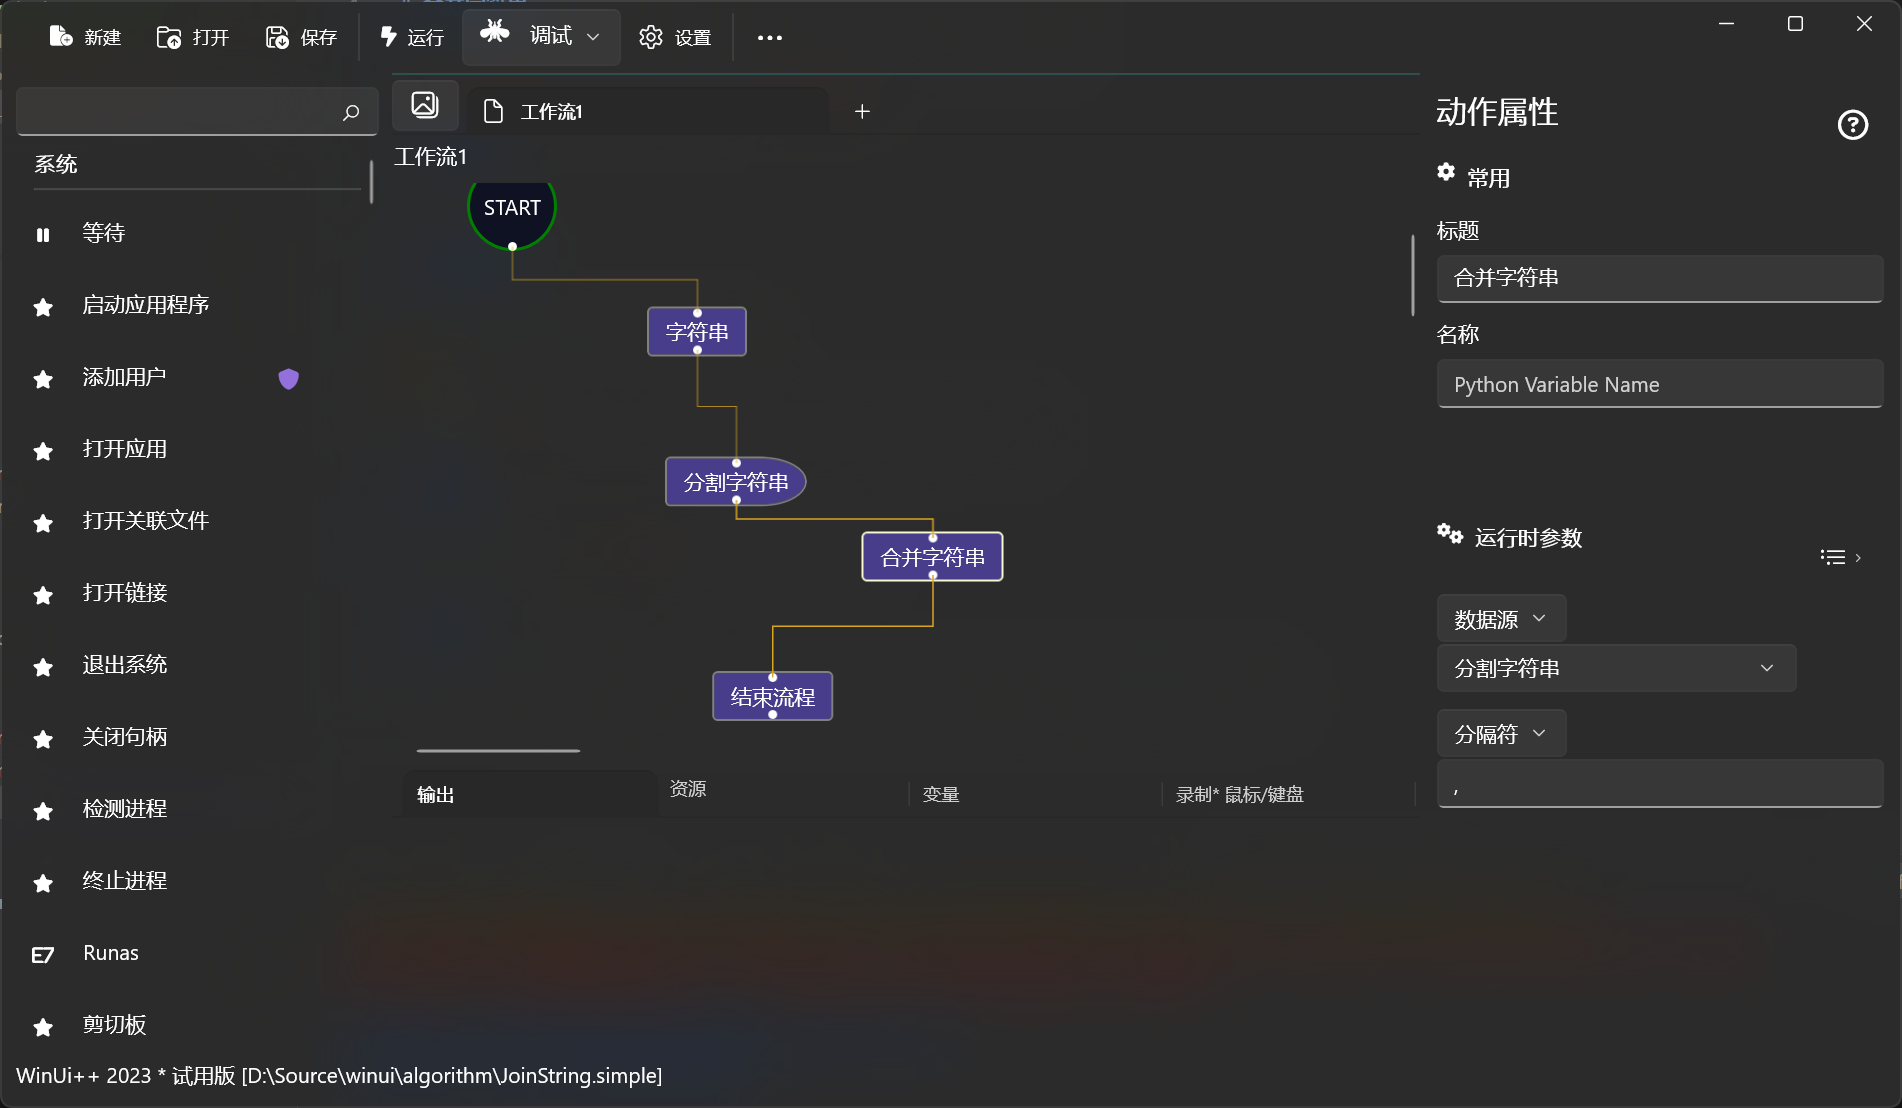 新建
打开
保存
运行
调试
设置
系统
等待
启动应用程序
添加用户
打开应用
打开关联文件
打开链接
退出系统
关闭句柄
检测进程
终止进程
Runas
剪切板
工作流1
工作流1
START
字符串
分割字符串
合并字符串
结束流程
输出
资源
变量
录制* 鼠标/键盘
动作属性
常用
标题
合并字符串
名称
Python Variable Name
运行时参数
数据源
分割字符串
分隔符
,
WinUi++ 2023 * 试用版 [D:\Source\winui\algorithm\JoinString.simple]